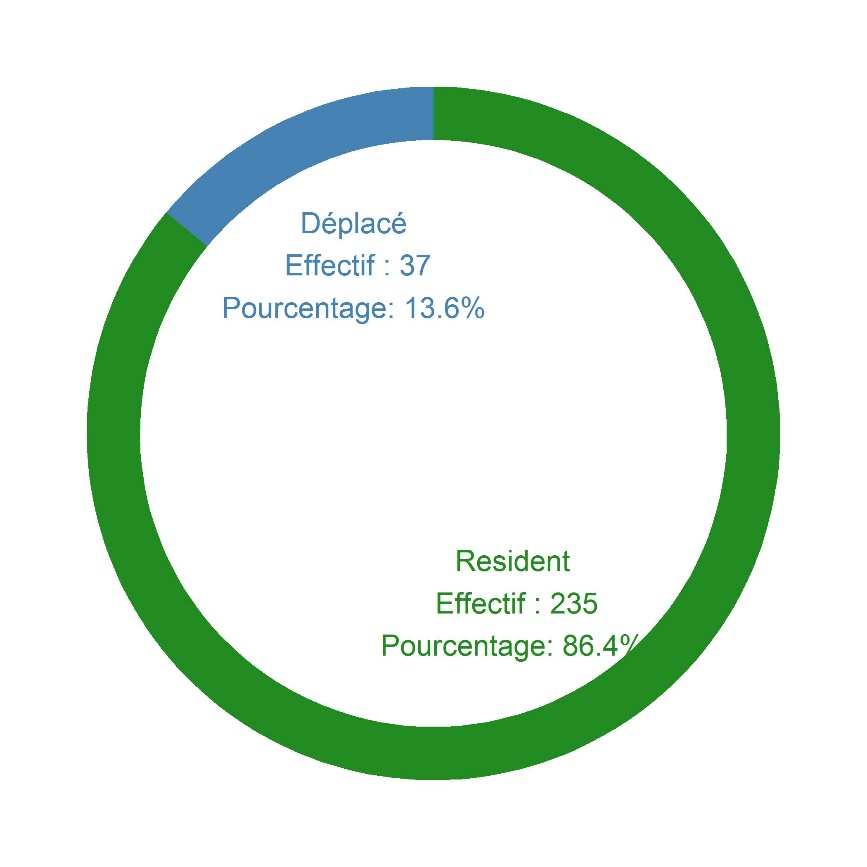 Déplacé
Effectif : 37
Pourcentage: 13.6%
Resident
Effectif : 235
Pourcentage: 86.4%